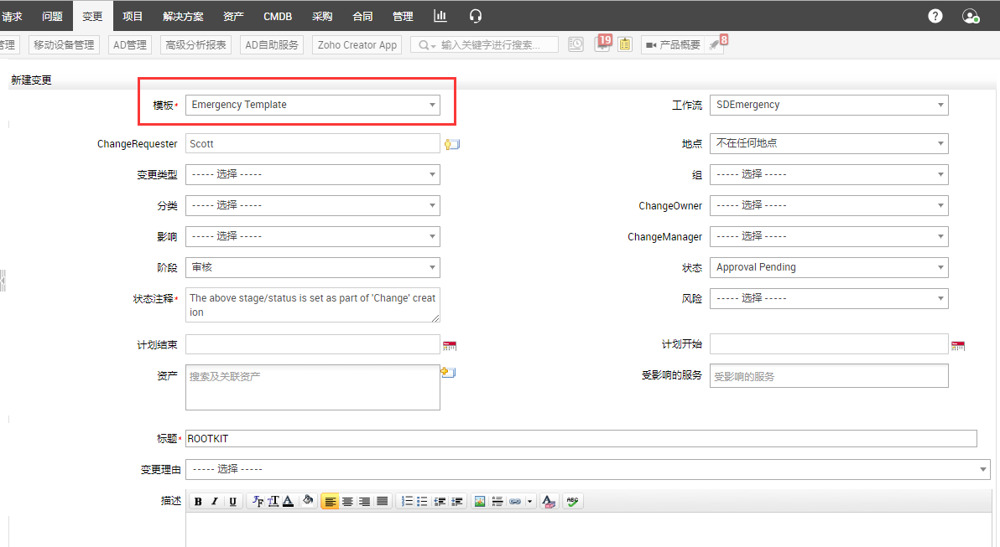 请求 问题 变更 项目 解决方案 资产 CMDB 采购 合同 管理
管理 移动设备管理 AD管理 高级分析报表 AD自助服务 Zoho Creator App 输入关键字进行搜索... 19 产品概要 8
新建变更
模板* Emergency Template 工作流 SDEmergency
ChangeRequester Scott 地点 不在任何地点
变更类型 ----- 选择 ----- 组 ----- 选择 -----
分类 ----- 选择 ----- ChangeOwner ----- 选择 -----
影响 ----- 选择 ----- ChangeManager ----- 选择 -----
阶段 审核 状态 Approval Pending
状态注释* The above stage/status is set as part of 'Change' creat 风险 ----- 选择 -----
ion
计划结束 计划开始
资产 搜索及关联资产 受影响的服务 受影响的服务
标题* ROOTKIT
变更理由 ----- 选择 -----
描述 B I U ABC